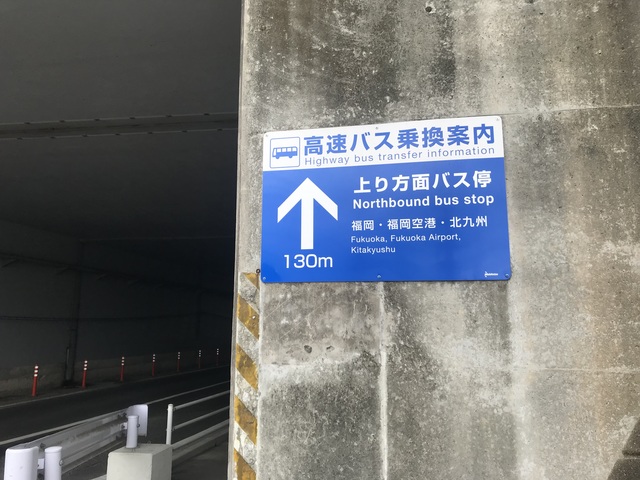 高速バス乗換案内
Highway bus transfer information
上り方面バス停
Northbound bus stop
福岡・福岡空港・北九州
Fukuoka, Fukuoka Airport,
Kitakyushu
130m